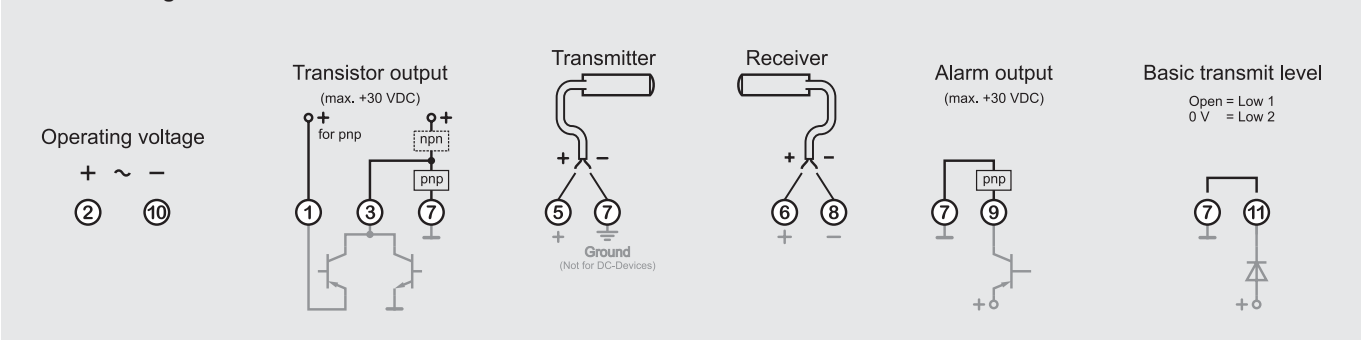 Operating voltage
+ ~ −
2 10
Transistor output
(max. +30 VDC)
+ for pnp
+
npn
pnp
1 3 7
Transmitter
+ −
5 7
+
Ground
(Not for DC-Devices)
Receiver
+ −
6 8
+ −
Alarm output
(max. +30 VDC)
pnp
7 9
+
Basic transmit level
Open = Low 1
0 V = Low 2
7 11
+